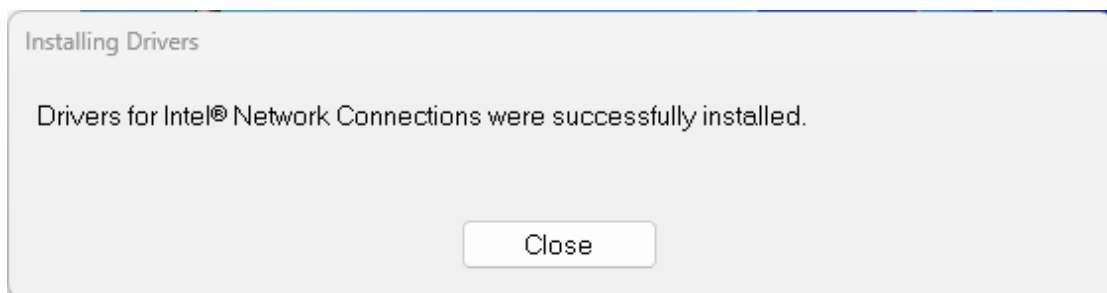 Installing Drivers
Drivers for Intel® Network Connections were successfully installed.
Close